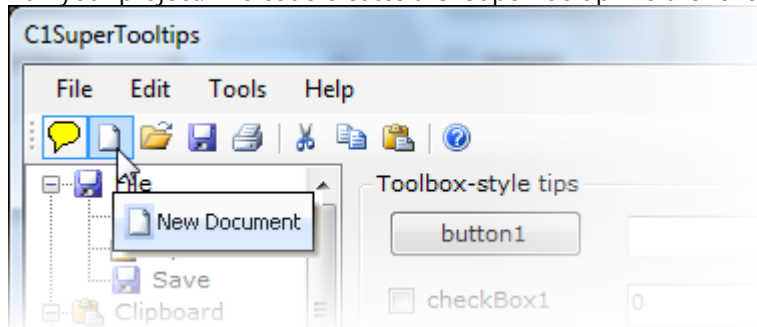 C1SuperTooltips
File Edit Tools Help
File
Toolbox-style tips
New Document
button1
Save
checkBox1 0
Clipboard